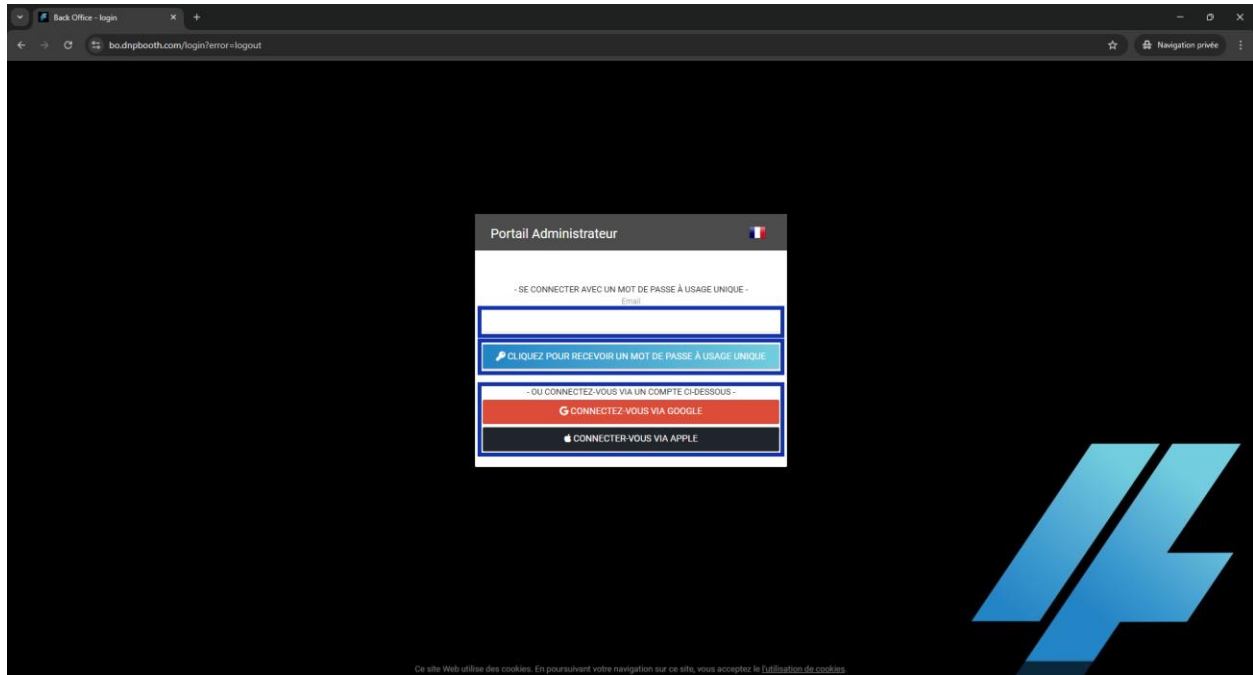 Back Office - login
bo.dnpbooth.com/login?error=logout
Navigation privée
Portail Administrateur
- SE CONNECTER AVEC UN MOT DE PASSE À USAGE UNIQUE -
Email
CLIQUEZ POUR RECEVOIR UN MOT DE PASSE À USAGE UNIQUE
- OU CONNECTEZ-VOUS VIA UN COMPTE CI-DESSOUS -
CONNECTEZ-VOUS VIA GOOGLE
CONNECTER-VOUS VIA APPLE
Ce site Web utilise des cookies. En poursuivant votre navigation sur ce site, vous acceptez le l'utilisation de cookies.